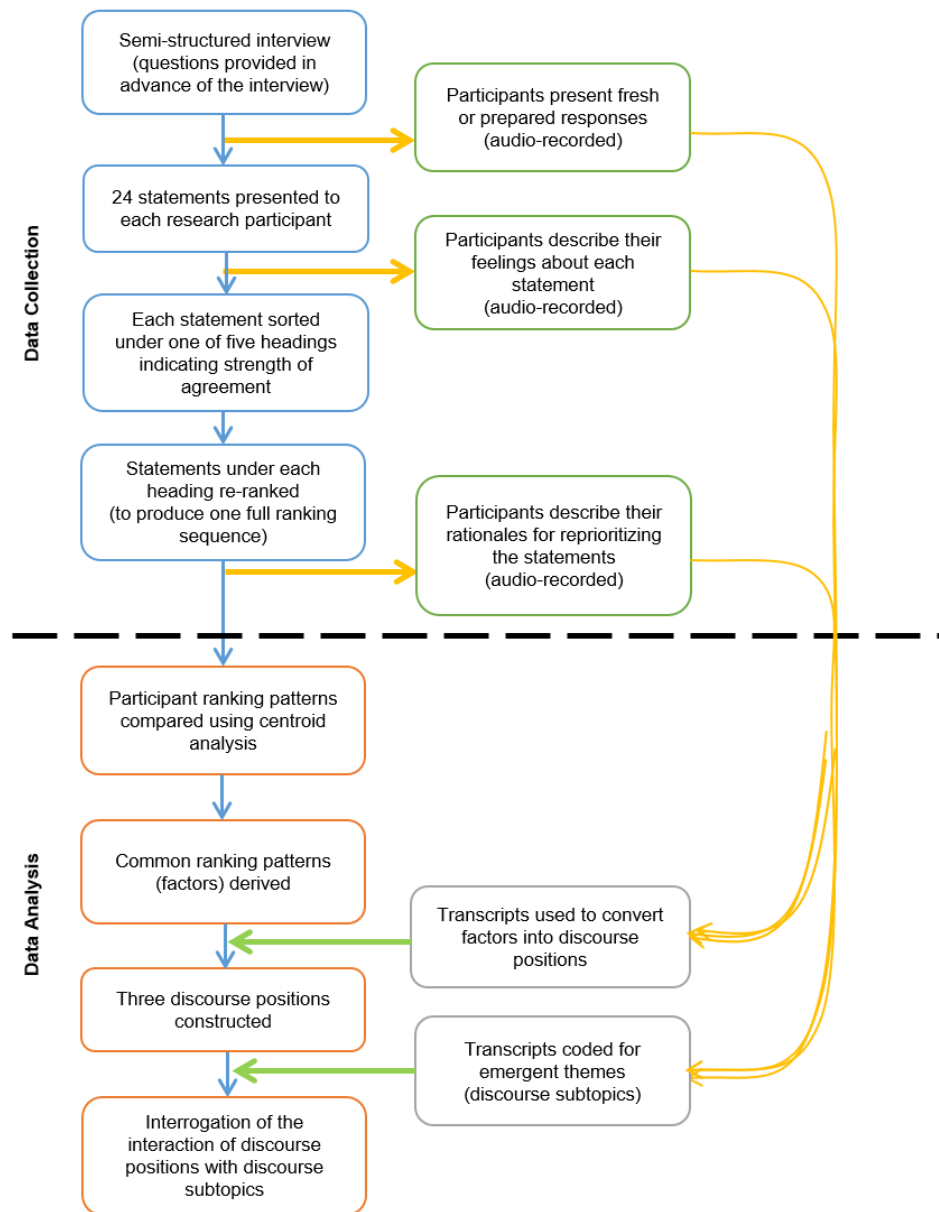 Semi-structured interview
(questions provided in
advance of the interview)
Participants present fresh
or prepared responses
(audio-recorded)
24 statements presented to
each research participant
Participants describe their
feelings about each
statement
(audio-recorded)
Data Collection
Each statement sorted
under one of five headings
indicating strength of
agreement
Statements under each
heading re-ranked
(to produce one full ranking
sequence)
Participants describe their
rationales for reprioritizing
the statements
(audio-recorded)
Participant ranking patterns
compared using centroid
analysis
Common ranking patterns
(factors) derived
Data Analysis
Transcripts used to convert
factors into discourse
positions
Three discourse positions
constructed
Transcripts coded for
emergent themes
(discourse subtopics)
Interrogation of the
interaction of discourse
positions with discourse
subtopics